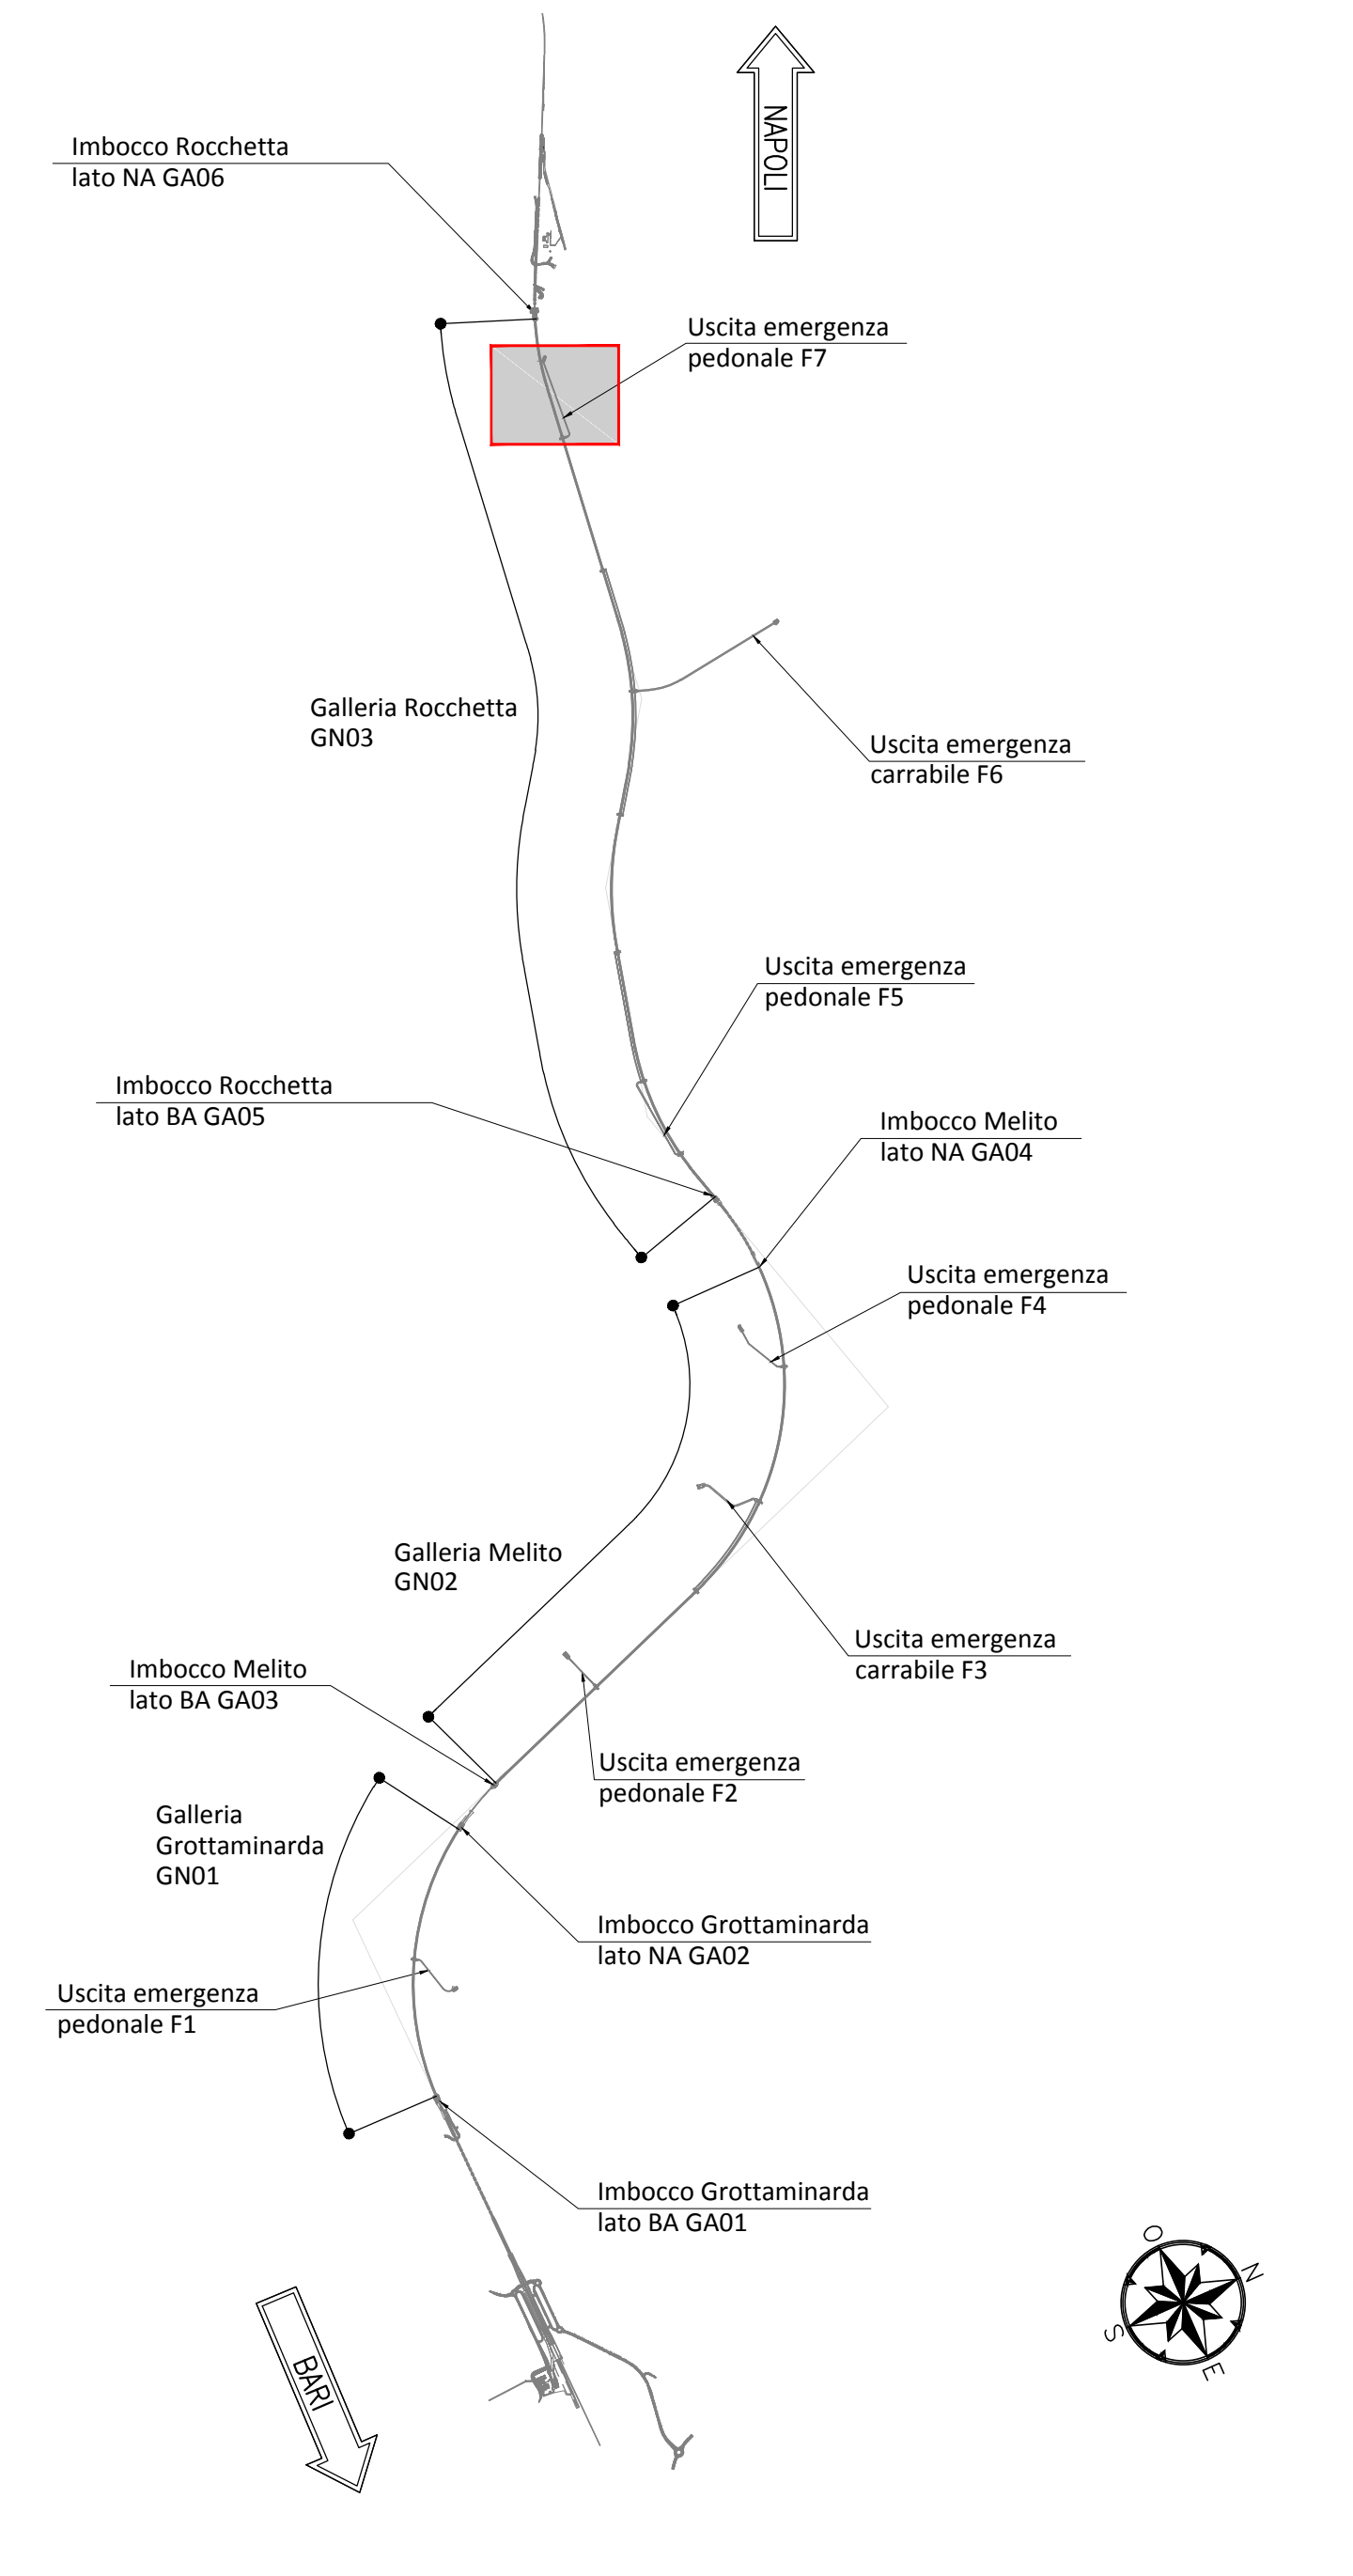 NAPOLI
Imbocco Rocchetta
lato NA GA06
Uscita emergenza
pedonale F7
Galleria Rocchetta
GN03
Uscita emergenza
carrabile F6
Uscita emergenza
pedonale F5
Imbocco Rocchetta
lato BA GA05
Imbocco Melito
lato NA GA04
Uscita emergenza
pedonale F4
Galleria Melito
GN02
Uscita emergenza
carrabile F3
Imbocco Melito
lato BA GA03
Uscita emergenza
pedonale F2
Galleria
Grottaminarda
GN01
Imbocco Grottaminarda
lato NA GA02
Uscita emergenza
pedonale F1
Imbocco Grottaminarda
lato BA GA01
BARI
O
N
S
E